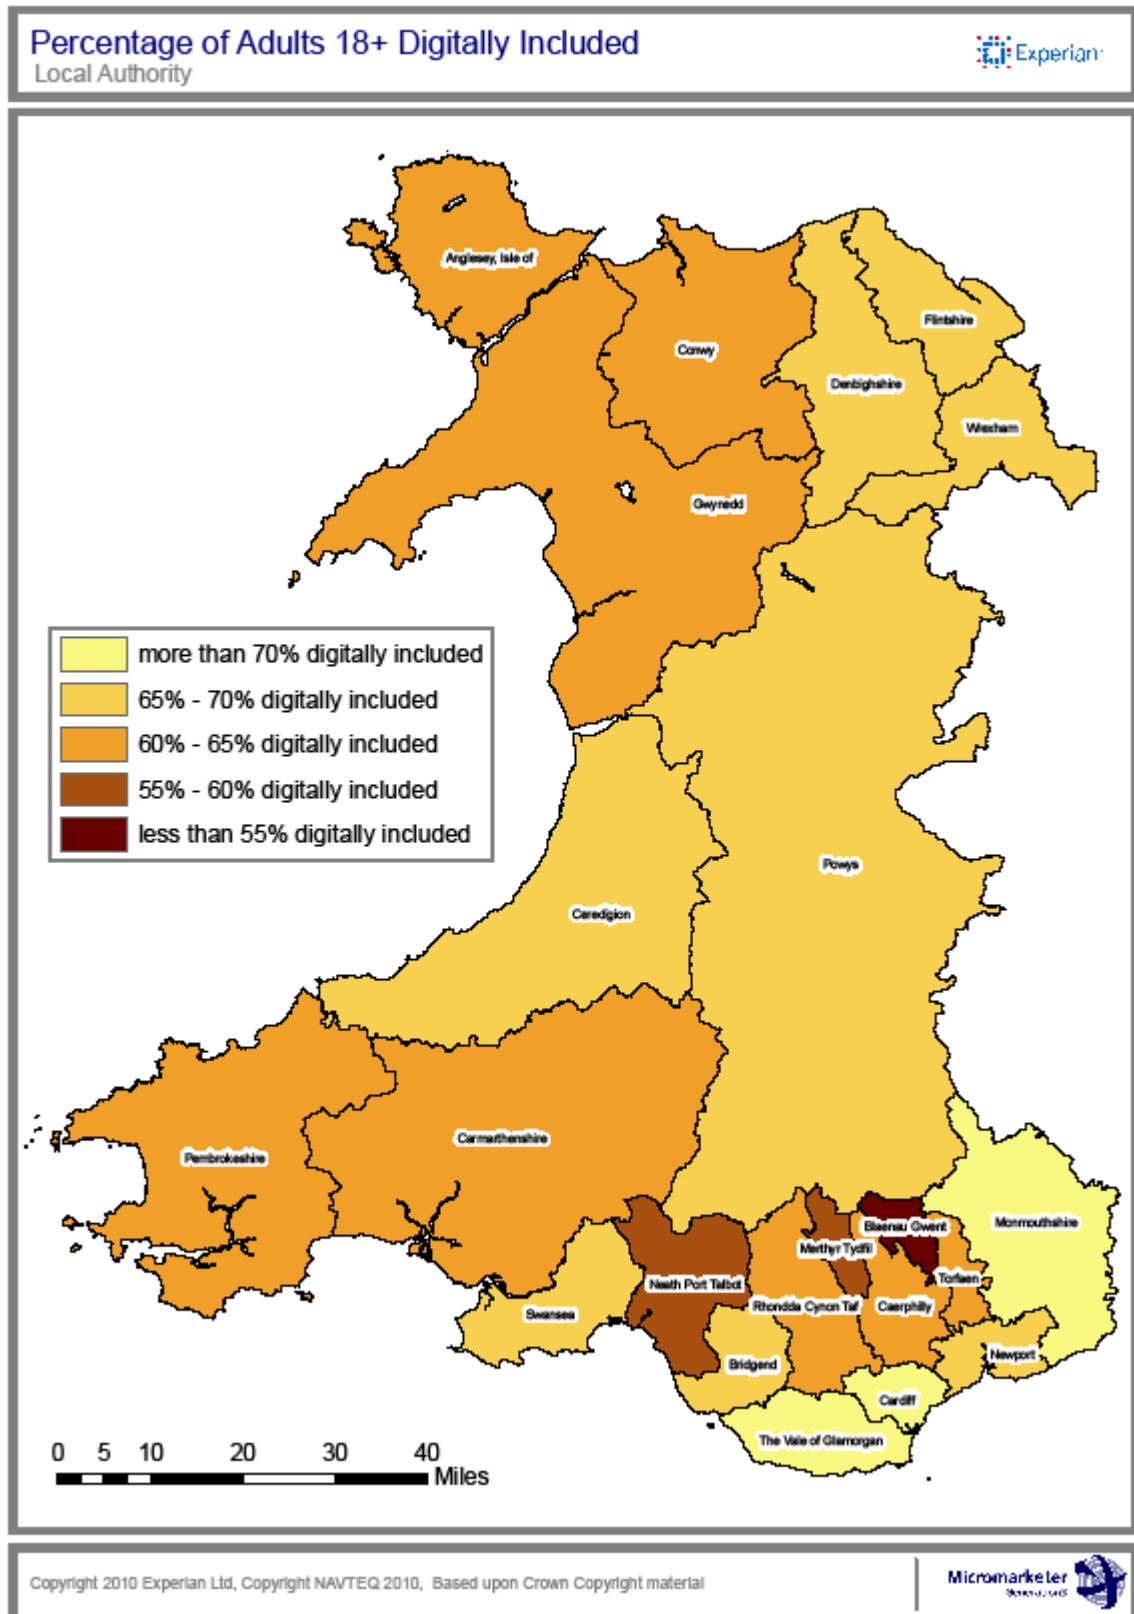 Percentage of Adults 18+ Digitally Included
Local Authority
Experian
Anglesey, Isle of
Flintshire
Conwy
Denbighshire
Wrexham
Gwynedd
more than 70% digitally included
65% - 70% digitally included
60% - 65% digitally included
55% - 60% digitally included
less than 55% digitally included
Powys
Ceredigion
Carmarthenshire
Pembrokeshire
Monmouthshire
Blaenau Gwent
Merthyr Tydfil
Torfaen
Neath Port Talbot
Rhondda Cynon Taf
Caerphilly
Swansea
Newport
Bridgend
Cardiff
The Vale of Glamorgan
0 5 10 20 30 40
Miles
Copyright 2010 Experian Ltd, Copyright NAVTEQ 2010, Based upon Crown Copyright material
Micromarketer
Generation3